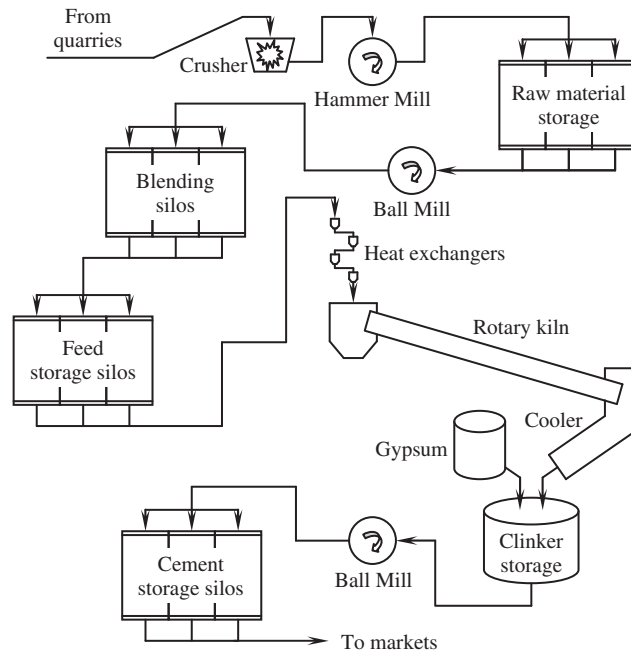 From
quarries
Crusher
Hammer Mill
Raw material
storage
Blending
silos
Ball Mill
Heat exchangers
Feed
storage silos
Rotary kiln
Cooler
Gypsum
Clinker
storage
Cement
storage silos
Ball Mill
To markets